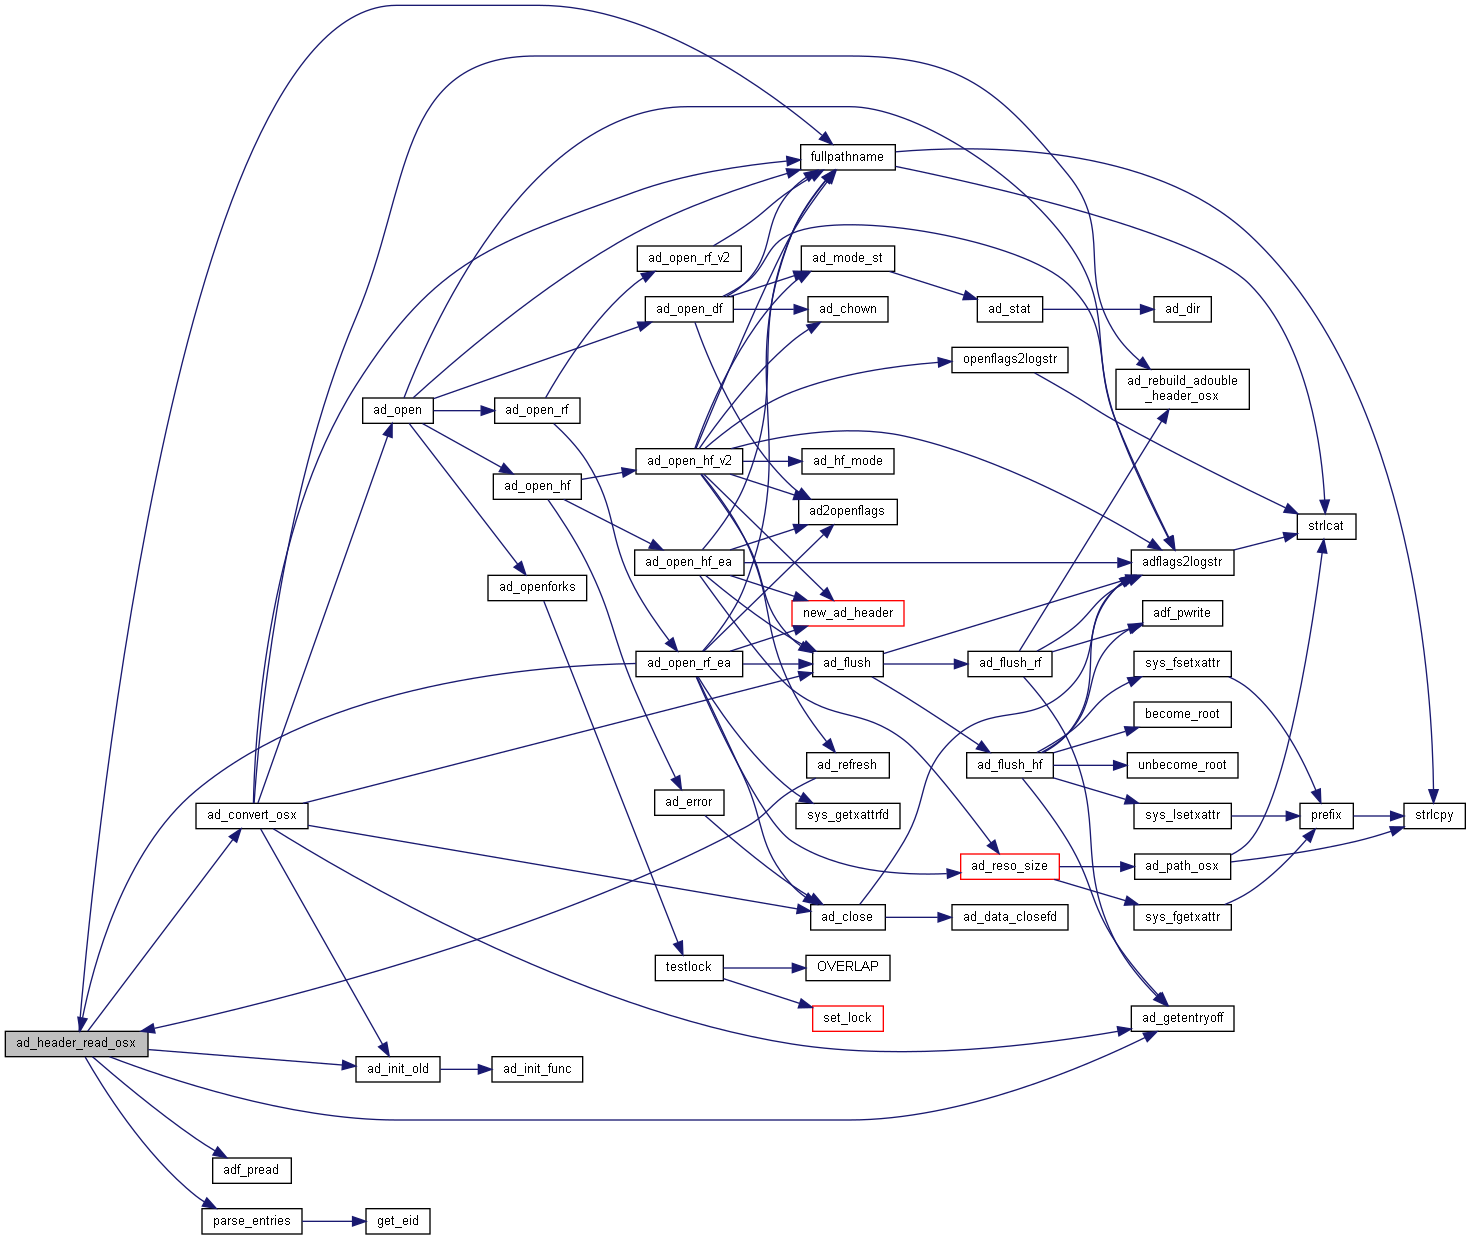 fullpathname
ad_open_rf_v2
ad_mode_st
ad_open_df
ad_chown
ad_stat
ad_dir
openflags2logstr
ad_rebuild_adouble
_header_osx
ad_open
ad_open_rf
ad_open_hf_v2
ad_hf_mode
ad_open_hf
ad2openflags
strlcat
ad_open_hf_ea
adflags2logstr
ad_openforks
new_ad_header
adf_pwrite
ad_open_rf_ea
ad_flush
ad_flush_rf
sys_fsetxattr
become_root
ad_refresh
ad_flush_hf
unbecome_root
ad_error
ad_convert_osx
sys_getxattrfd
sys_lsetxattr
prefix
strlcpy
ad_reso_size
ad_path_osx
ad_close
ad_data_closefd
sys_fgetxattr
testlock
OVERLAP
set_lock
ad_getentryoff
ad_header_read_osx
ad_init_old
ad_init_func
adf_pread
parse_entries
get_eid